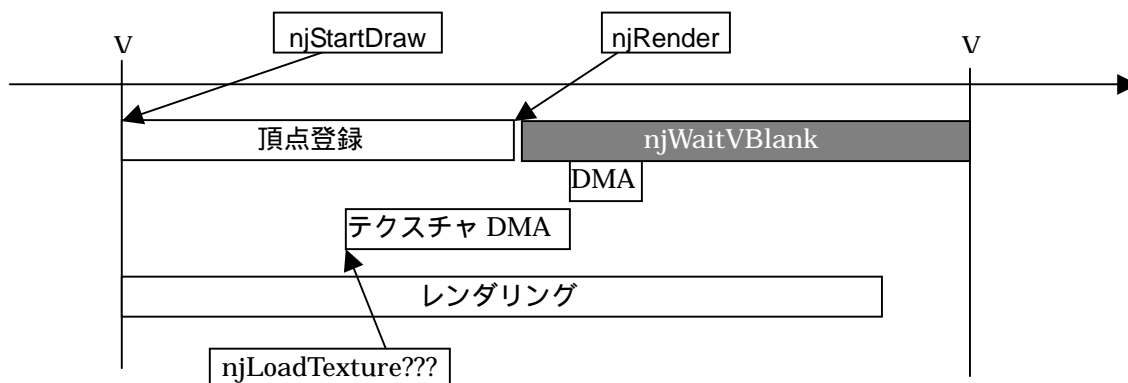 njStartDraw
njRender
V
V
頂点登録
njWaitVBlank
DMA
テクスチャ DMA
レンダリング
njLoadTexture???